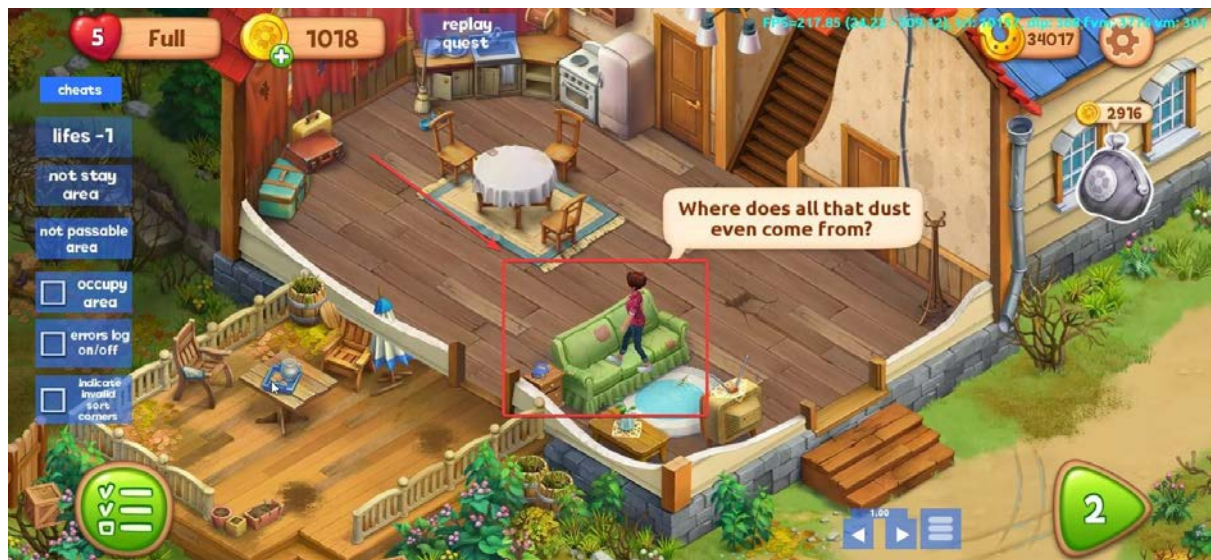 5
Full
1018
replay
quest
34017
cheats
lifes -1
not stay
area
not passable
area
occupy
area
errors log
on/off
indicate
invalid
sort
corners
2916
Where does all that dust
even come from?
1.00
2